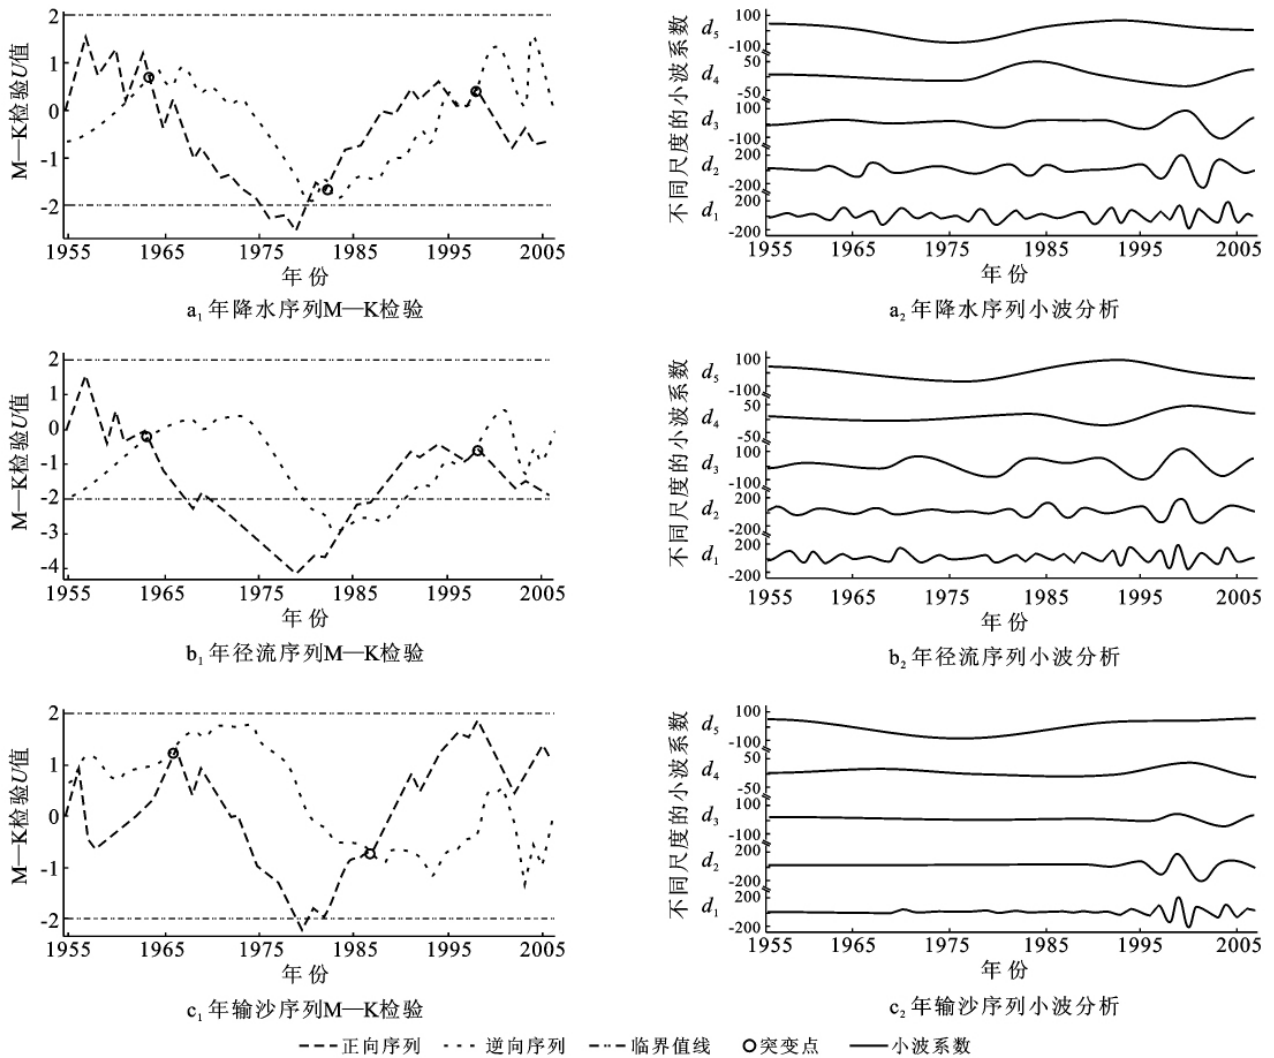 2
1
0
-1
-2
M—K检验U值
1955 1965 1975 1985 1995 2005
年 份
a1 年降水序列M—K检验
不同尺度的小波系数
100
-100
d5
50
-50
d4
100
-100
d3
200
-200
d2
200
-200
d1
1955 1965 1975 1985 1995 2005
年 份
a2 年降水序列小波分析
2
1
0
-1
-2
-3
-4
M—K检验U值
1955 1965 1975 1985 1995 2005
年 份
b1 年径流序列M—K检验
不同尺度的小波系数
100
-100
d5
50
-50
d4
100
-100
d3
200
-200
d2
200
-200
d1
1955 1965 1975 1985 1995 2005
年 份
b2 年径流序列小波分析
2
1
0
-1
-2
M—K检验U值
1955 1965 1975 1985 1995 2005
年 份
c1 年输沙序列M—K检验
不同尺度的小波系数
100
-100
d5
50
-50
d4
100
-100
d3
200
-200
d2
200
-200
d1
1955 1965 1975 1985 1995 2005
年 份
c2 年输沙序列小波分析
正向序列 逆向序列 临界值线 突变点 小波系数